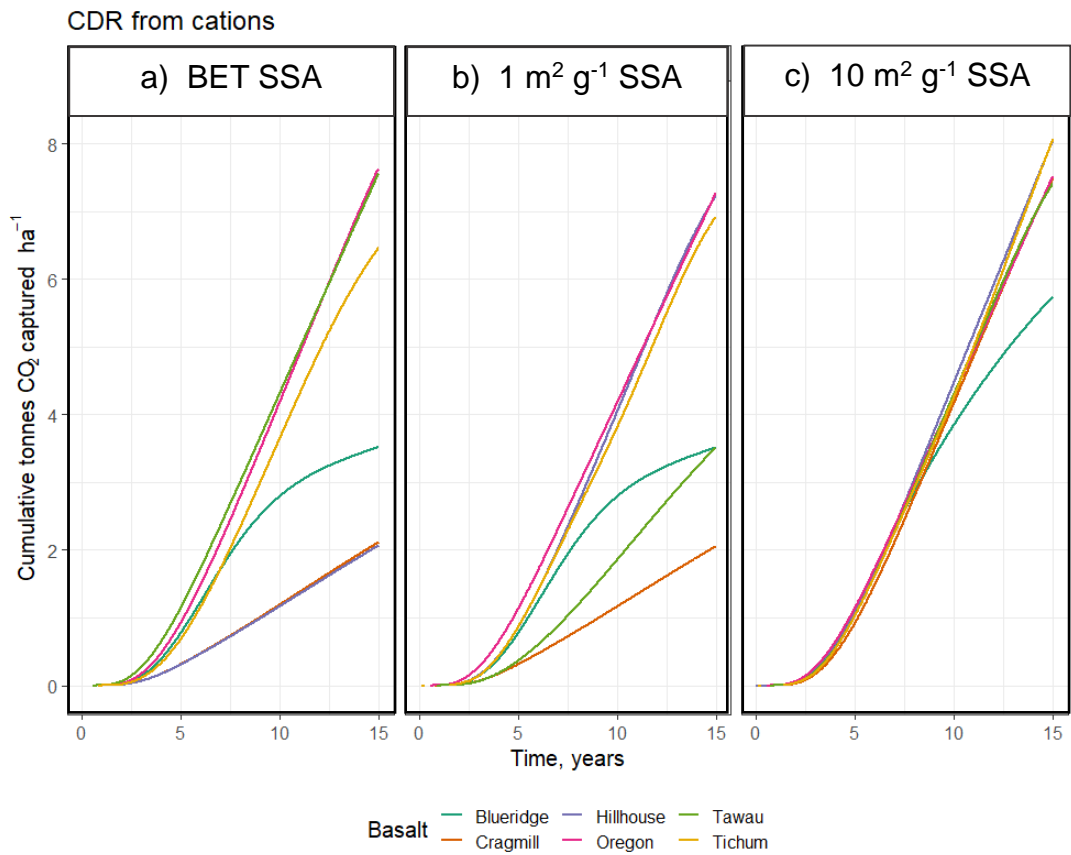 CDR from cations
a) BET SSA
b) 1 m² g⁻¹ SSA
c) 10 m² g⁻¹ SSA
Cumulative tonnes CO₂ captured ha⁻¹
8
6
4
2
0
0 5 10 15
0 5 10 15
0 5 10 15
Time, years
Basalt
Blueridge Hillhouse Tawau
Cragmill Oregon Tichum